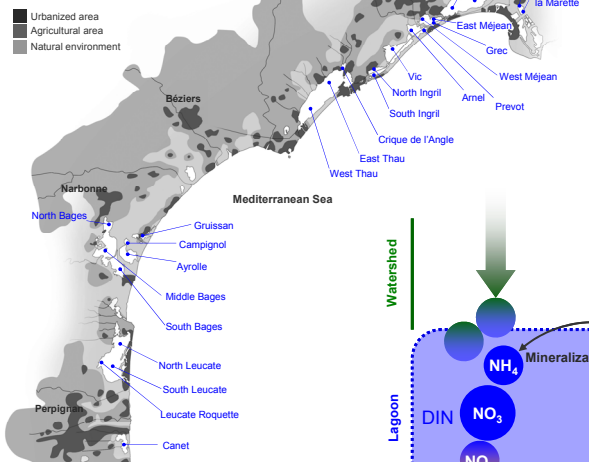 Urbanized area
Agricultural area
Natural environment
la Marette
East Méjean
Grec
West Méjean
Vic
North Ingril
Arnel
Prevot
South Ingril
Béziers
Crique de l'Angle
East Thau
West Thau
Narbonne
Mediterranean Sea
North Bages
Gruissan
Campignol
Ayrolle
Middle Bages
South Bages
North Leucate
South Leucate
Perpignan
Leucate Roquette
Canet
Watershed
Lagoon
NH4
Mineraliza
DIN
NO3
NO